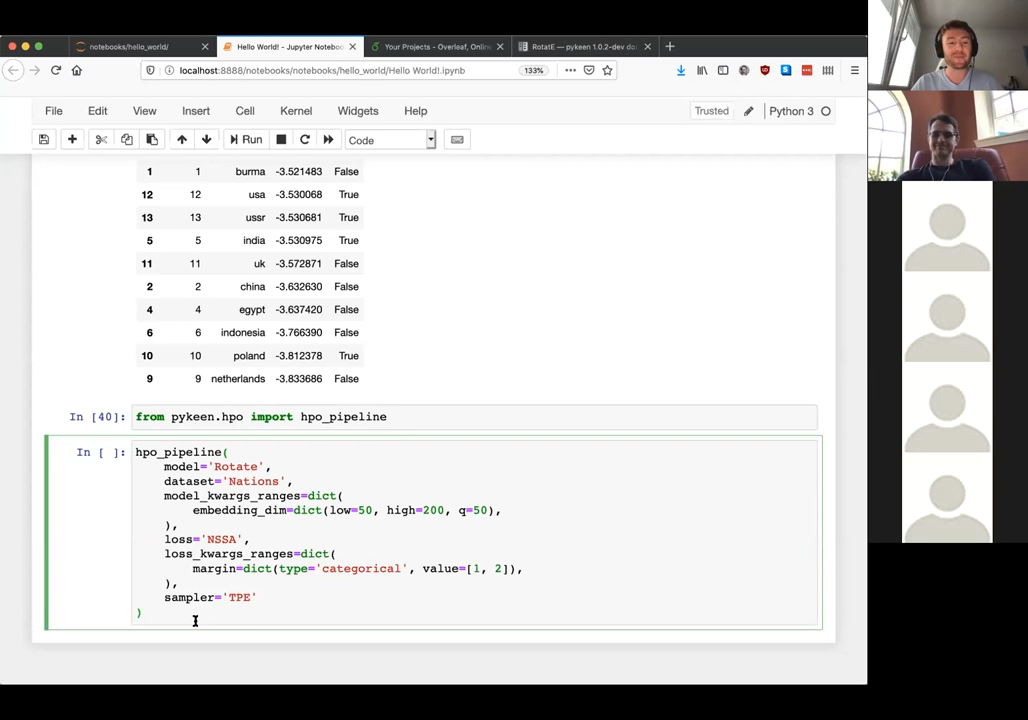 notebooks/hello_world/
Hello World! - Jupyter Noteboo
Your Projects - Overleaf, Onlin
RotatE — pykeen 1.0.2-dev do
localhost:8888/notebooks/notebooks/hello_world/Hello World!.ipynb
133%
File Edit View Insert Cell Kernel Widgets Help
Trusted
Python 3
Run
Code
1 1 burma -3.521483 False
12 12 usa -3.530068 True
13 13 ussr -3.530681 True
5 5 india -3.530975 True
11 11 uk -3.572871 False
2 2 china -3.632630 False
4 4 egypt -3.637420 False
6 6 indonesia -3.766390 False
10 10 poland -3.812378 True
9 9 netherlands -3.833686 False
In [40]: from pykeen.hpo import hpo_pipeline
In [ ]: hpo_pipeline(
model='Rotate',
dataset='Nations',
model_kwargs_ranges=dict(
embedding_dim=dict(low=50, high=200, q=50),
),
loss='NSSA',
loss_kwargs_ranges=dict(
margin=dict(type='categorical', value=[1, 2]),
),
sampler='TPE'
)